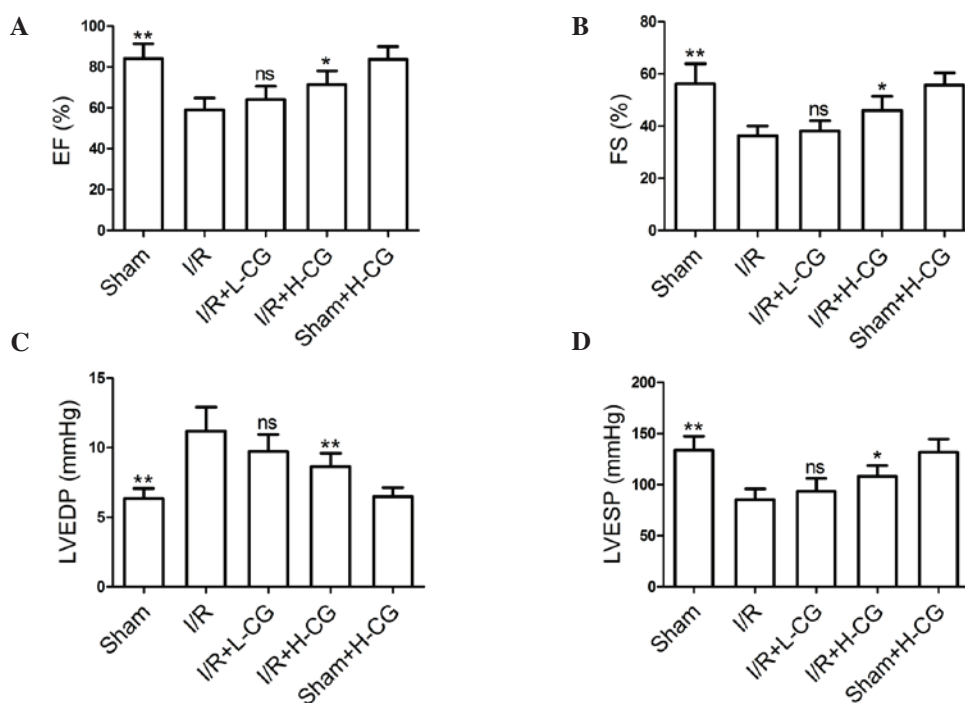 A
EF (%)
100
80
60
40
20
0
**
ns
*
Sham
I/R
I/R+L-CG
I/R+H-CG
Sham+H-CG
B
FS (%)
80
60
40
20
0
**
ns
*
Sham
I/R
I/R+L-CG
I/R+H-CG
Sham+H-CG
C
LVEDP (mmHg)
15
10
5
0
**
ns
**
Sham
I/R
I/R+L-CG
I/R+H-CG
Sham+H-CG
D
LVESP (mmHg)
200
150
100
50
0
**
ns
*
Sham
I/R
I/R+L-CG
I/R+H-CG
Sham+H-CG